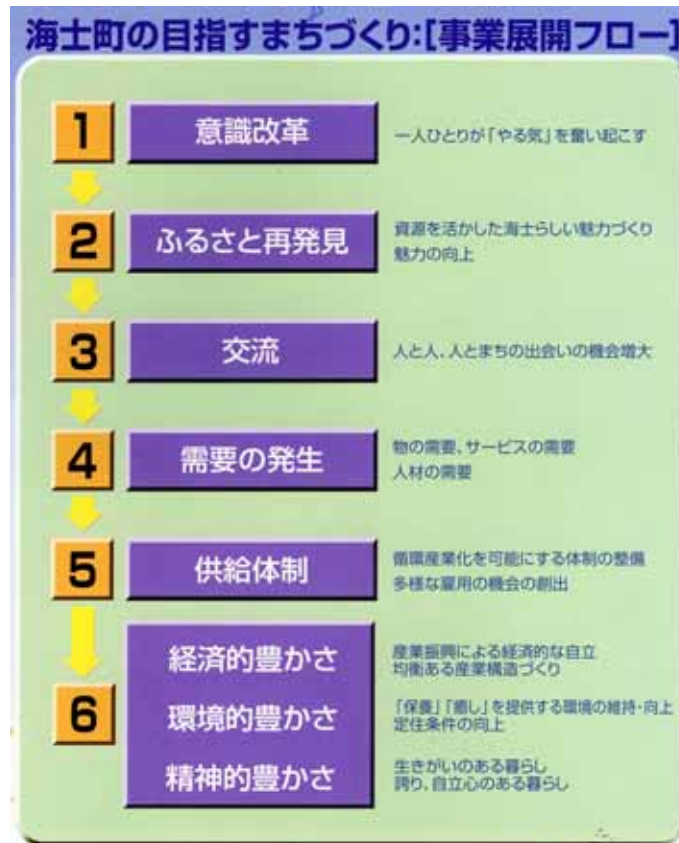 海士町の目指すまちづくり:[事業展開フロー]
1
意識改革
一人ひとりが「やる気」を奮い起こす
2
ふるさと再発見
資源を活かした海士らしい魅力づくり
魅力の向上
3
交流
人と人、人とまちの出会いの機会増大
4
需要の発生
物の需要、サービスの需要
人材の需要
5
供給体制
循環産業化を可能にする体制の整備
多様な雇用の機会の創出
6
経済的豊かさ
産業振興による経済的な自立
均衡ある産業構造づくり
環境的豊かさ
「保養」「癒し」を提供する環境の維持・向上
定住条件の向上
精神的豊かさ
生きがいのある暮らし
誇り、自立心のある暮らし